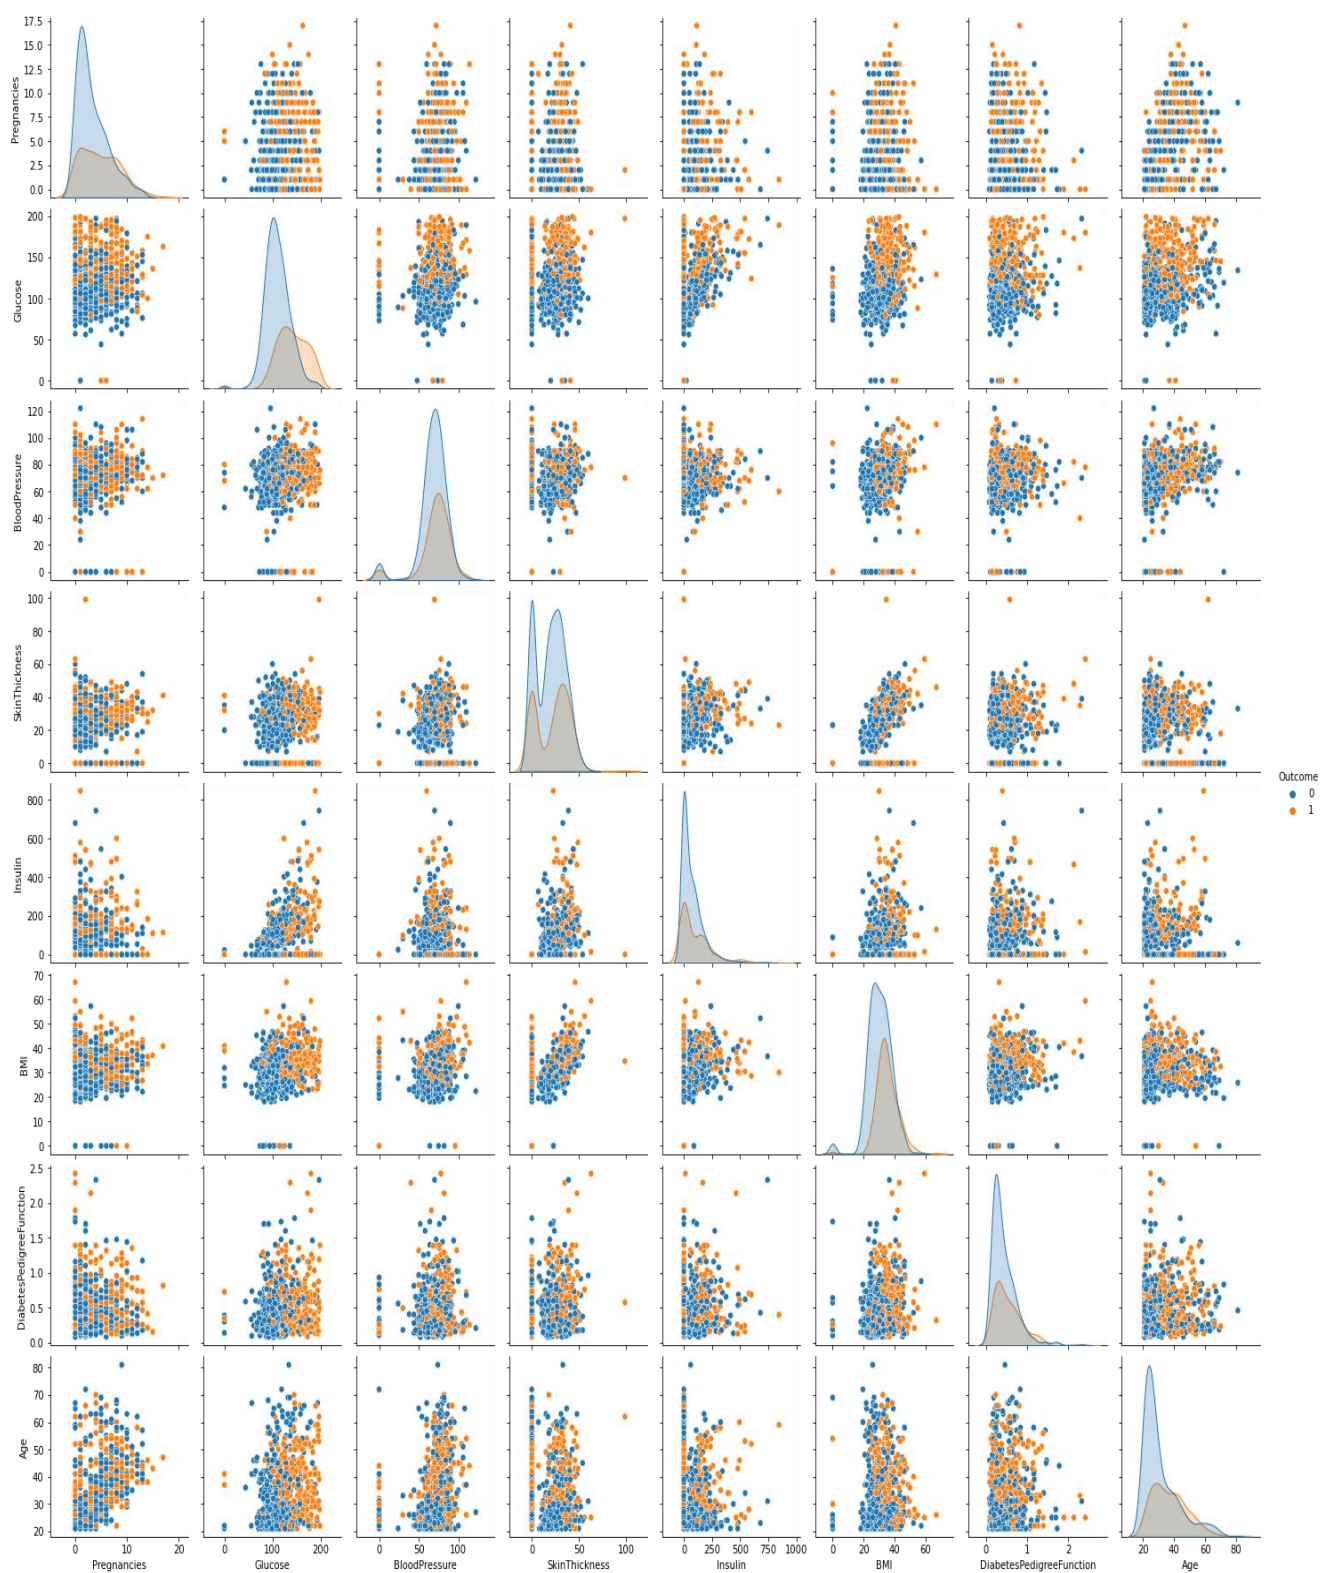 17.5
15.0
12.5
10.0
7.5
5.0
2.5
0.0
Pregnancies
200
150
100
50
0
Glucose
120
100
80
60
40
20
0
BloodPressure
100
80
60
40
20
0
SkinThickness
800
600
400
200
0
Insulin
70
60
50
40
30
20
10
0
BMI
2.5
2.0
1.5
1.0
0.5
0.0
DiabetesPedigreeFunction
80
70
60
50
40
30
20
Age
0 20
Pregnancies
0 100 200
Glucose
0 50 100
BloodPressure
0 50 100
SkinThickness
0 250 500 750 1000
Insulin
0 20 40 60
BMI
0 1 2
DiabetesPedigreeFunction
20 40 60 80
Age
Outcome
0
1